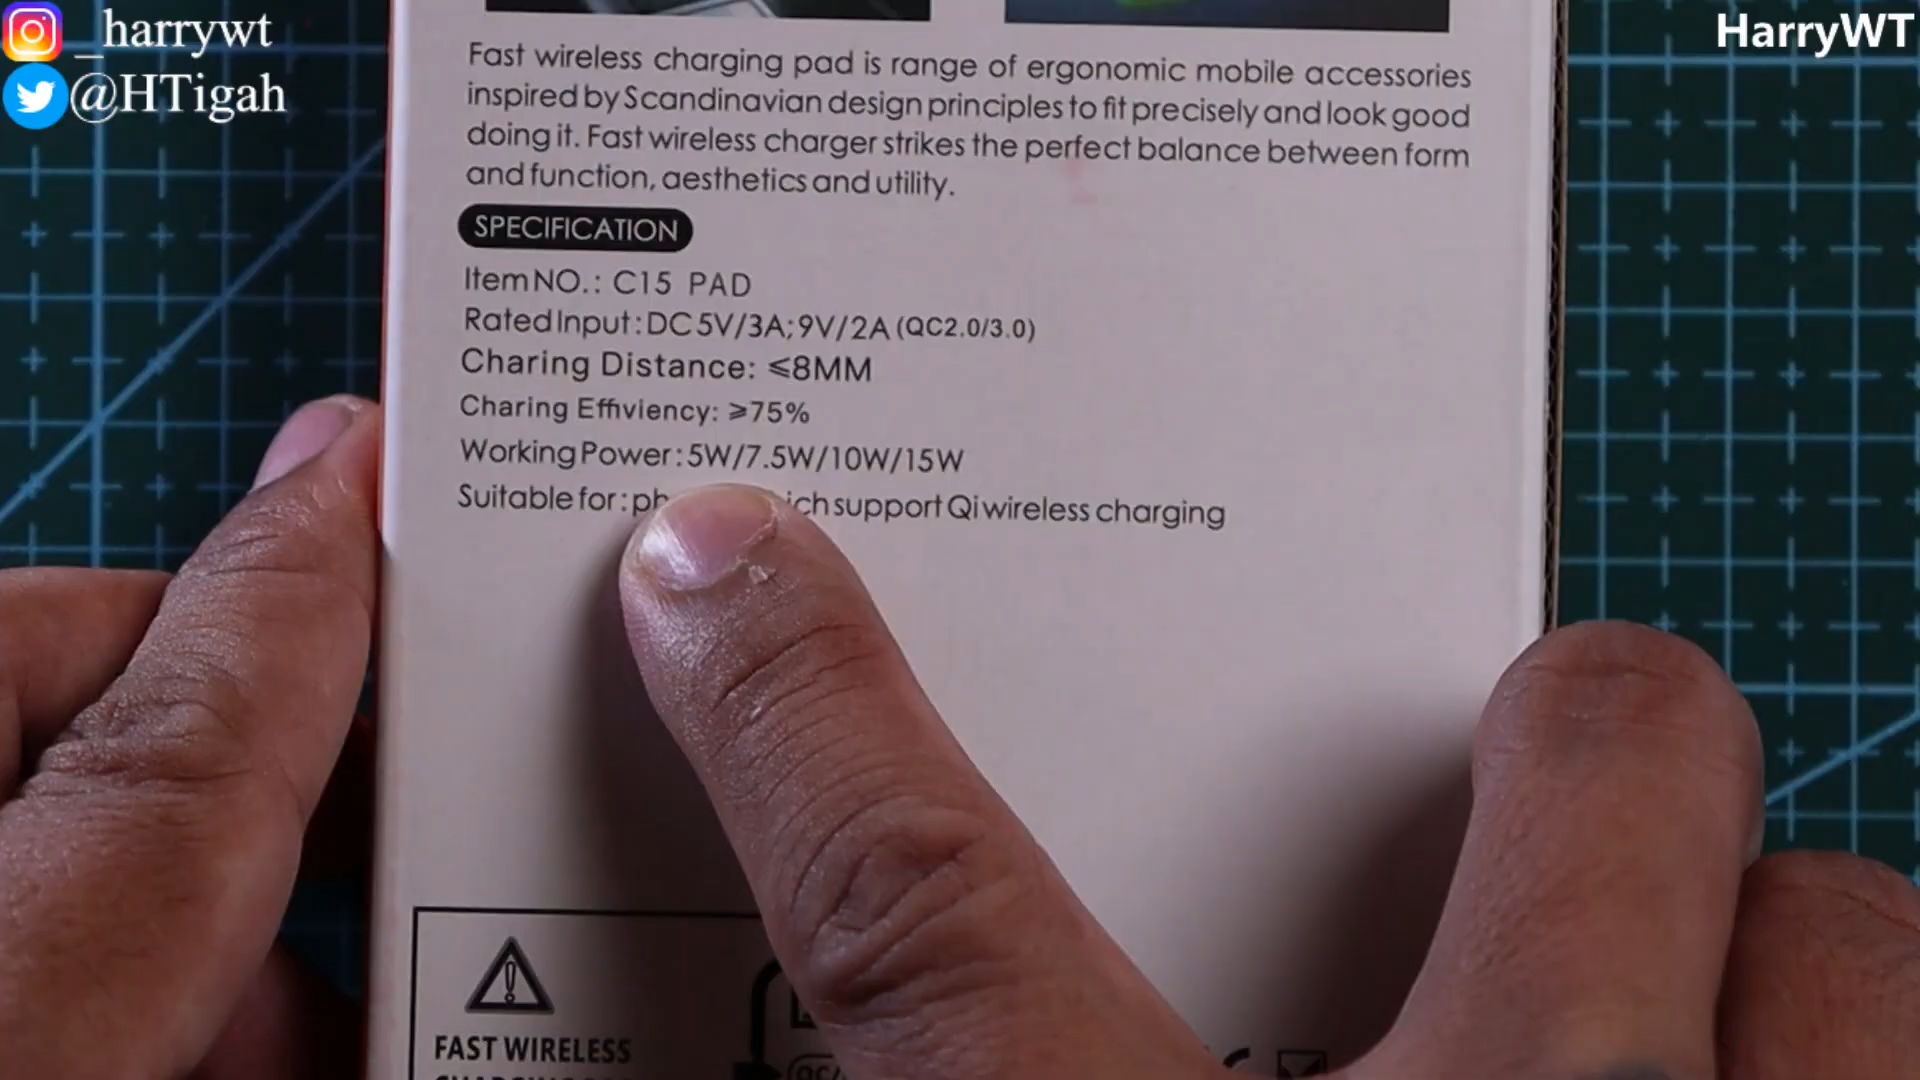 _harrywt
@HTigah
HarryWT
Fast wireless charging pad is range of ergonomic mobile accessories
inspired by Scandinavian design principles to fit precisely and look good
doing it. Fast wireless charger strikes the perfect balance between form
and function, aesthetics and utility.
SPECIFICATION
Item NO.: C15 PAD
Rated Input: DC 5V/3A; 9V/2A (QC2.0/3.0)
Charing Distance: ≤8MM
Charing Effiviency: ≥75%
Working Power: 5W/7.5W/10W/15W
Suitable for: support Qi wireless charging
FAST WIRELESS